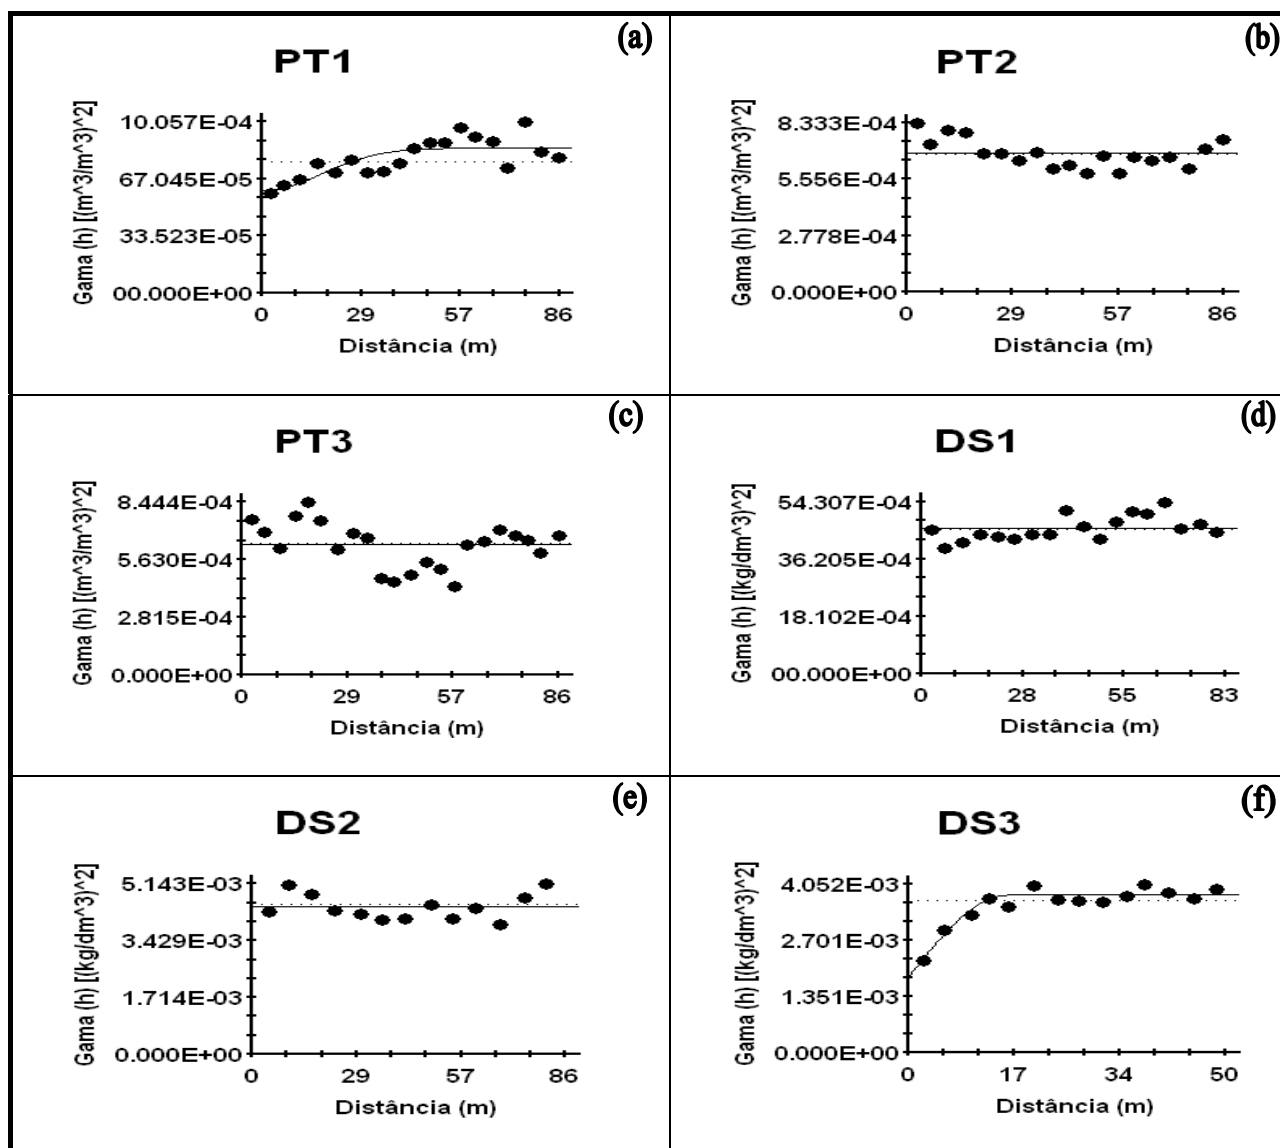 (a)
PT1
Gama (h) [(m^3/m^3)^2]
10.057E-04
67.045E-05
33.523E-05
00.000E+00
0 29 57 86
Distância (m)
(b)
PT2
Gama (h) [(m^3/m^3)^2]
8.333E-04
5.556E-04
2.778E-04
0.000E+00
0 29 57 86
Distância (m)
(c)
PT3
Gama (h) [(m^3/m^3)^2]
8.444E-04
5.630E-04
2.815E-04
0.000E+00
0 29 57 86
Distância (m)
(d)
DS1
Gama (h) [(kg/dm^3)^2]
54.307E-04
36.205E-04
18.102E-04
00.000E+00
0 28 55 83
Distância (m)
(e)
DS2
Gama (h) [(kg/dm^3)^2]
5.143E-03
3.429E-03
1.714E-03
0.000E+00
0 29 57 86
Distância (m)
(f)
DS3
Gama (h) [(kg/dm^3)^2]
4.052E-03
2.701E-03
1.351E-03
0.000E+00
0 17 34 50
Distância (m)